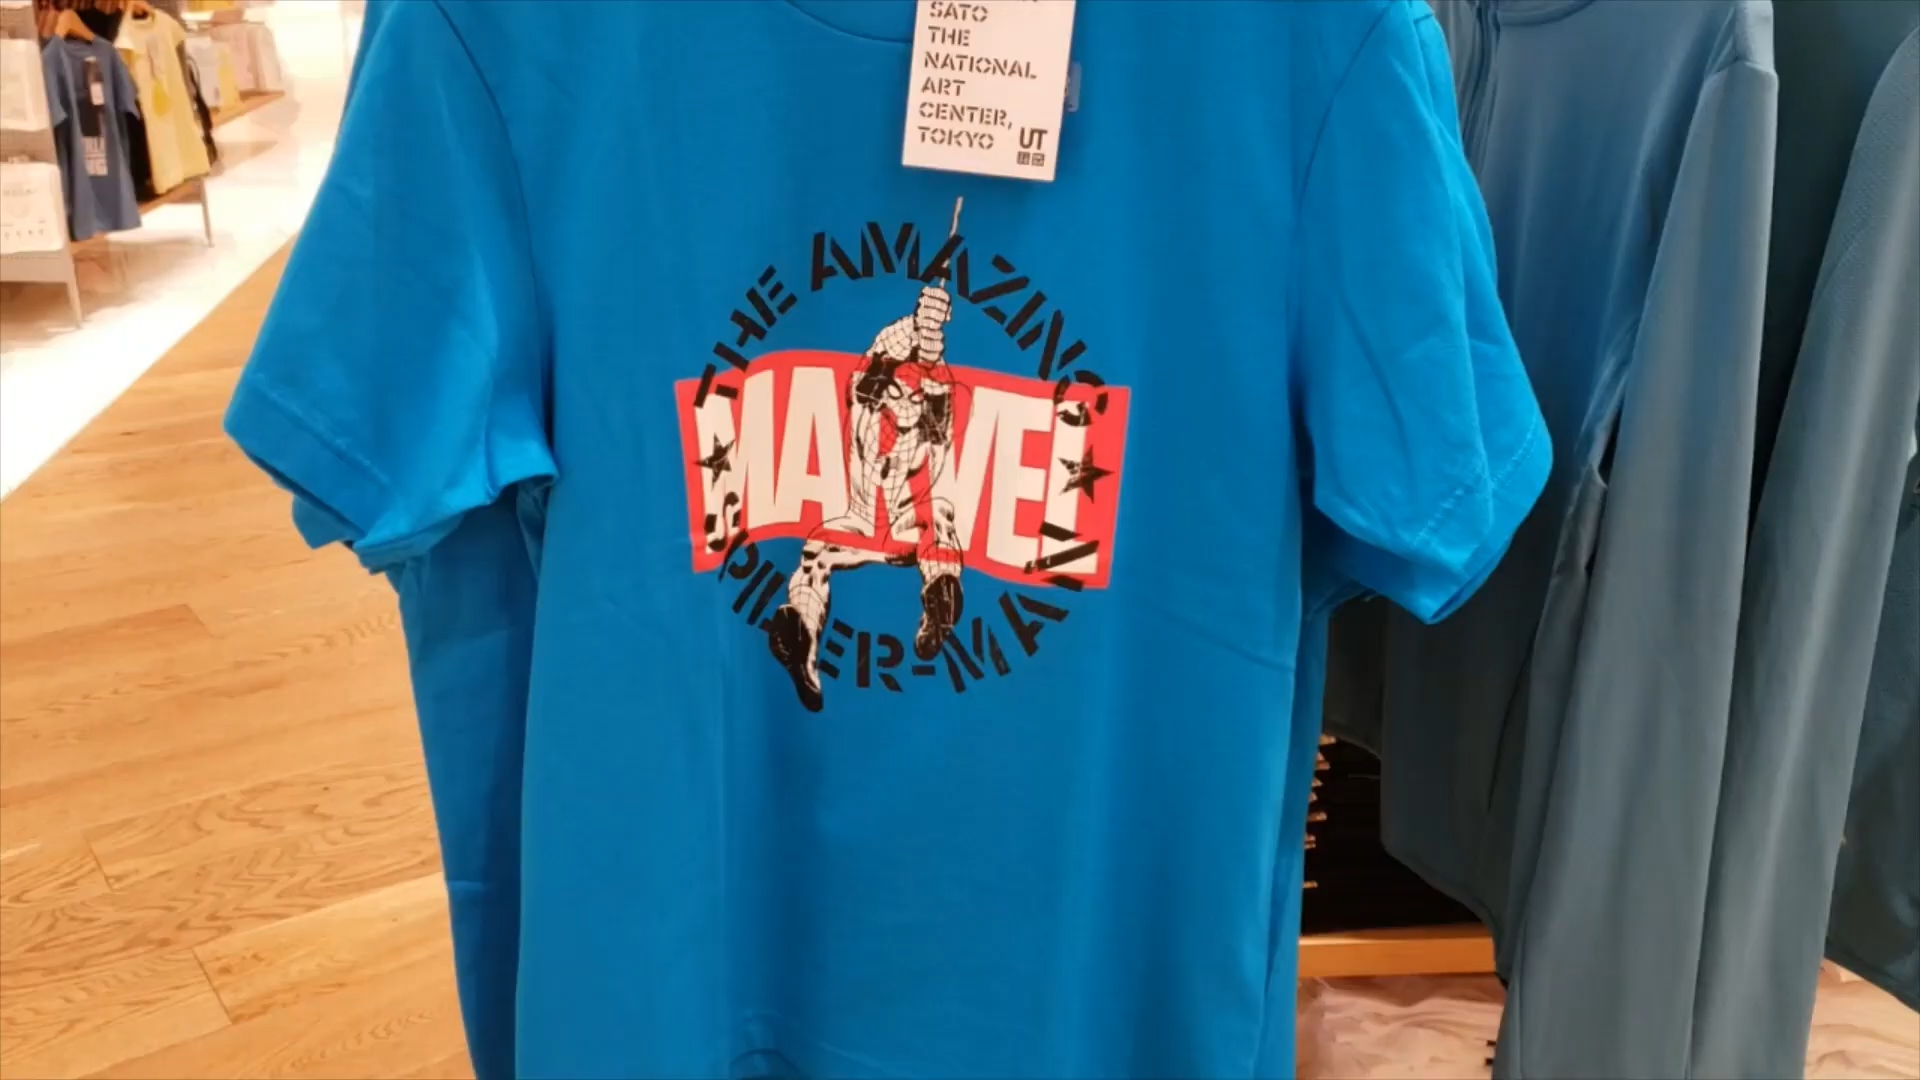 SATO
THE
NATIONAL
ART
CENTER,
TOKYO
UT
THE AMAZING
MARVEL
SPIDER-MAN